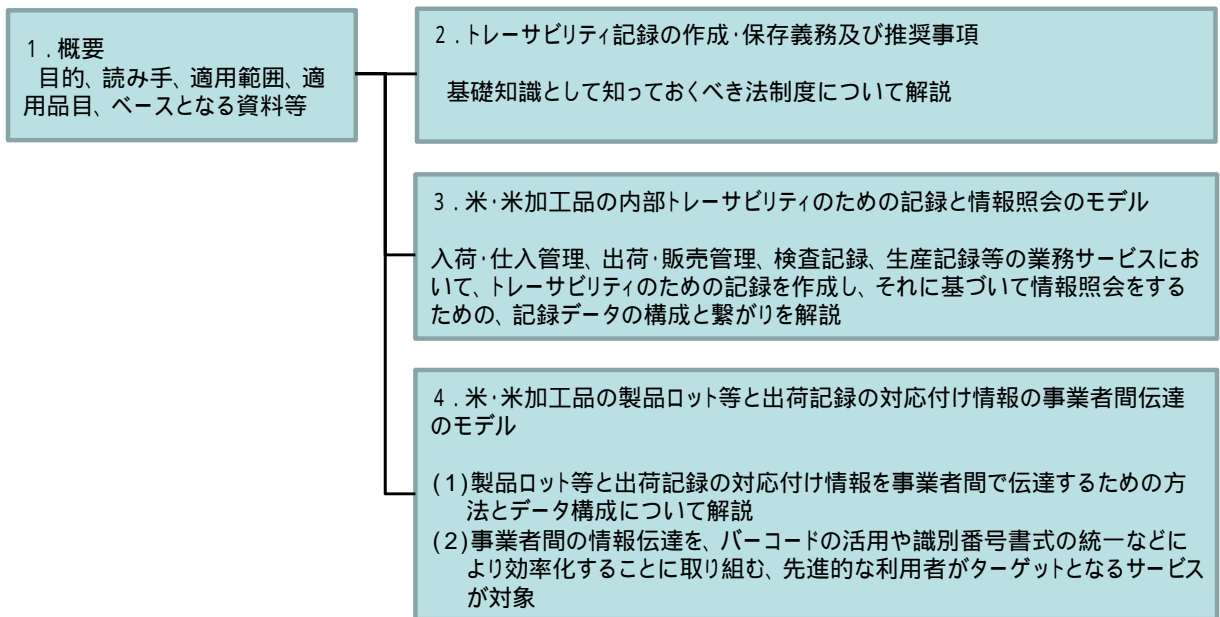 1．概要
目的、読み手、適用範囲、適
用品目、ベースとなる資料等
2．トレーサビリティ記録の作成・保存義務及び推奨事項
基礎知識として知っておくべき法制度について解説
3．米・米加工品の内部トレーサビリティのための記録と情報照会のモデル
入荷・仕入管理、出荷・販売管理、検査記録、生産記録等の業務サービスにお
いて、トレーサビリティのための記録を作成し、それに基づいて情報照会をする
ための、記録データの構成と繋がりを解説
4．米・米加工品の製品ロット等と出荷記録の対応付け情報の事業者間伝達
のモデル
(1)製品ロット等と出荷記録の対応付け情報を事業者間で伝達するための方
法とデータ構成について解説
(2)事業者間の情報伝達を、バーコードの活用や識別番号書式の統一などに
より効率化することに取り組む、先進的な利用者がターゲットとなるサービス
が対象